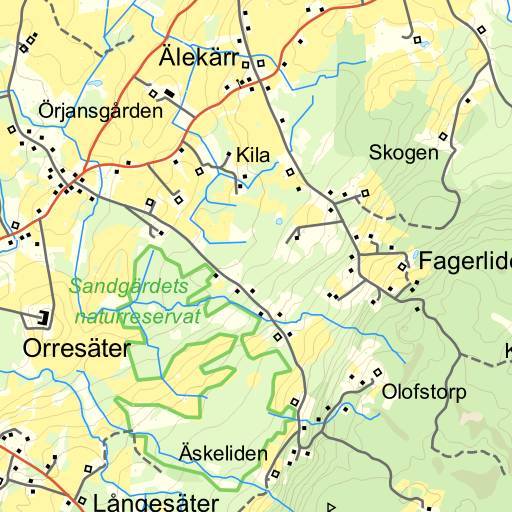 Älekärr
Örjansgården
Kila
Skogen
Fagerlide
Sandgärdets
naturreservat
K
Orresäter
Olofstorp
Äskeliden
Långesäter